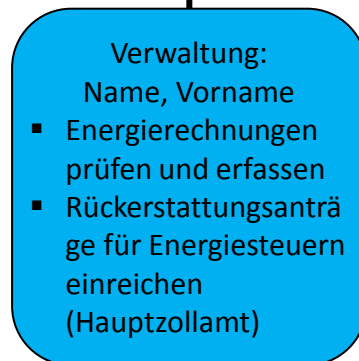 Verwaltung:
Name, Vorname
▪ Energierechnungen
prüfen und erfassen
▪ Rückerstattungsanträ
ge für Energiesteuern
einreichen
(Hauptzollamt)